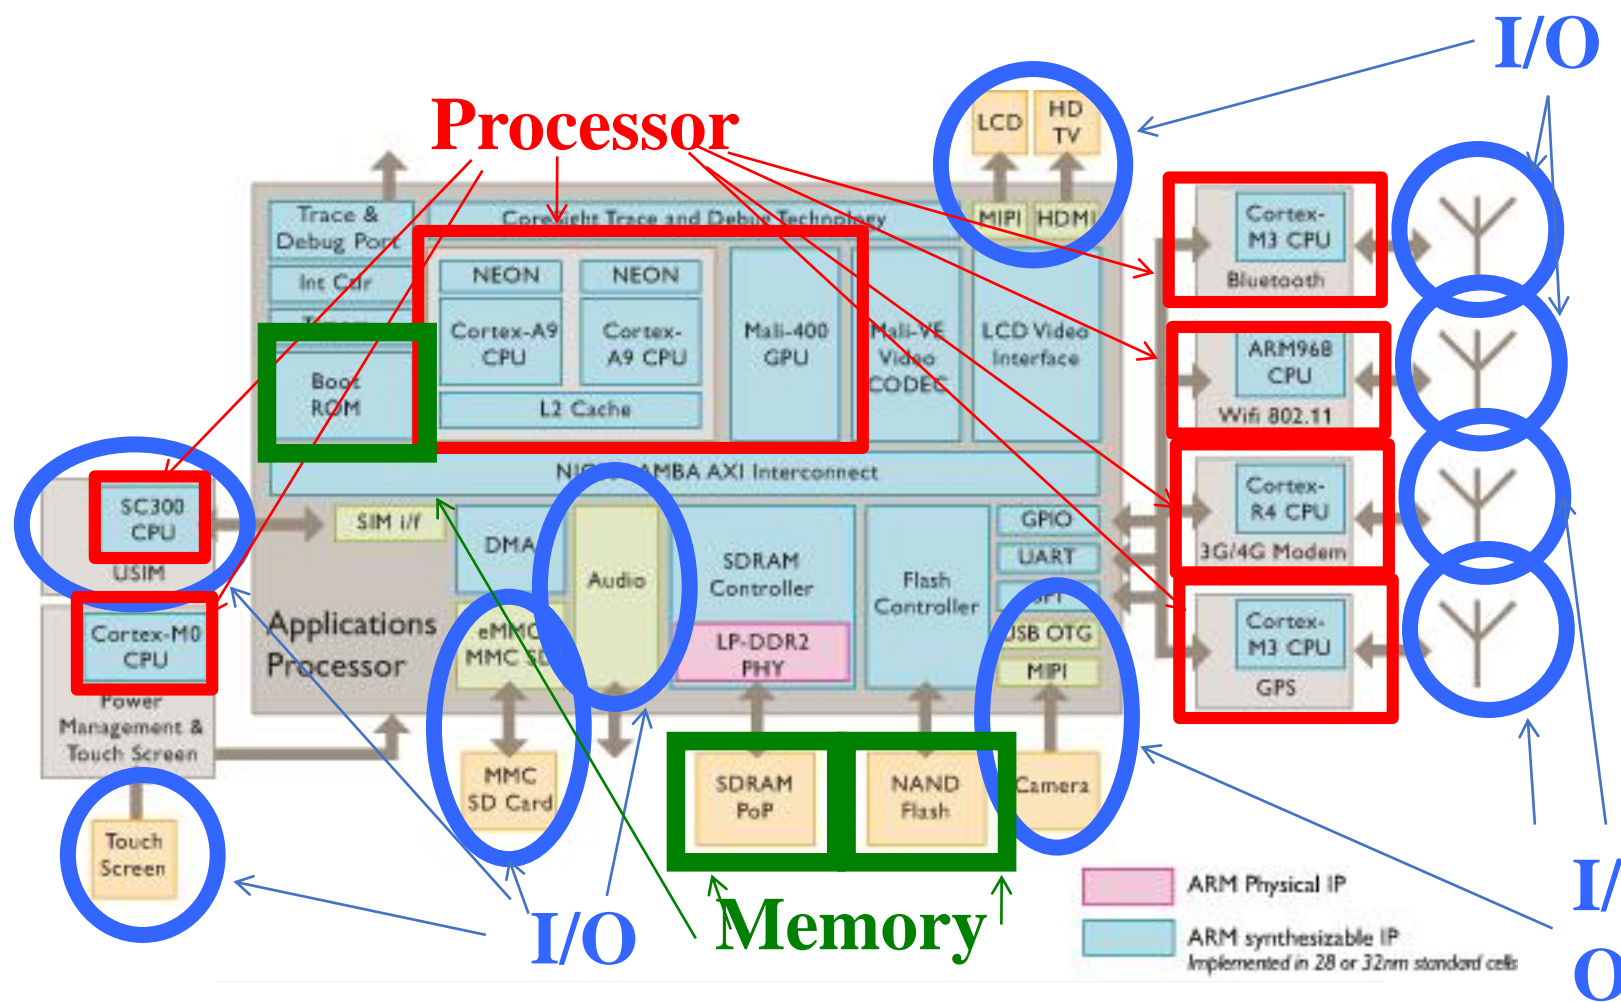 I/O
Processor
LCD
HD
TV
MIPI
HDMI
Trace &
Debug Port
CoreSight Trace and Debug Technology
Int Ctlr
NEON
NEON
Cortex-A9
CPU
Cortex-
A9 CPU
L2 Cache
Mali-400
GPU
Mali-VE
Video
CODEC
LCD Video
Interface
Boot
ROM
AMBA AXI Interconnect
Cortex-
M3 CPU
Bluetooth
ARM968
CPU
Wifi 802.11
Cortex-
R4 CPU
3G/4G Modem
Cortex-
M3 CPU
GPS
SC300
CPU
USIM
SIM i/f
DMA
Audio
SDRAM
Controller
LP-DDR2
PHY
Flash
Controller
GPIO
UART
USB OTG
MIPI
Applications
Processor
eMMC
MMC SD
Cortex-M0
CPU
Power
Management &
Touch Screen
MMC
SD Card
SDRAM
PoP
NAND
Flash
Camera
Touch
Screen
I/O
Memory
ARM Physical IP
ARM synthesizable IP
Implemented in 28 or 32nm standard cells
I/
O